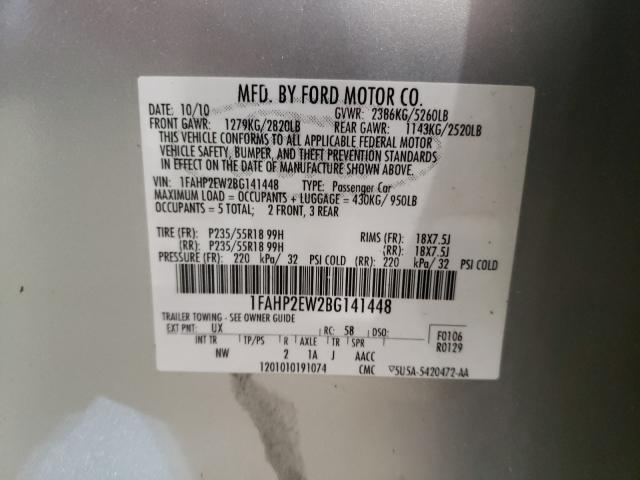 MFD. BY FORD MOTOR CO.
DATE: 10/10 GVWR: 2386KG/5260LB
FRONT GAWR: 1279KG/2820LB REAR GAWR: 1143KG/2520LB
THIS VEHICLE CONFORMS TO ALL APPLICABLE FEDERAL MOTOR
VEHICLE SAFETY, BUMPER, AND THEFT PREVENTION STANDARDS
IN EFFECT ON THE DATE OF MANUFACTURE SHOWN ABOVE.
VIN: 1FAHP2EW2BG141448 TYPE: Passenger Car
MAXIMUM LOAD = OCCUPANTS + LUGGAGE = 430KG/ 950LB
OCCUPANTS = 5 TOTAL; 2 FRONT, 3 REAR
TIRE (FR): P235/55R18 99H RIMS (FR): 18X7.5J
(RR): P235/55R18 99H (RR): 18X7.5J
PRESSURE (FR): 220 kPa/ 32 PSI COLD (RR): 220 kPa/ 32 PSI COLD
1FAHP2EW2BG141448
TRAILER TOWING - SEE OWNER GUIDE
EXT PNT: UX RC: 58 DSO: F0106
INT TR TP/PS R AXLE TR SPR R0129
NW 2 1A J AACC
1201010191074 CMC 5U5A-5420472-AA